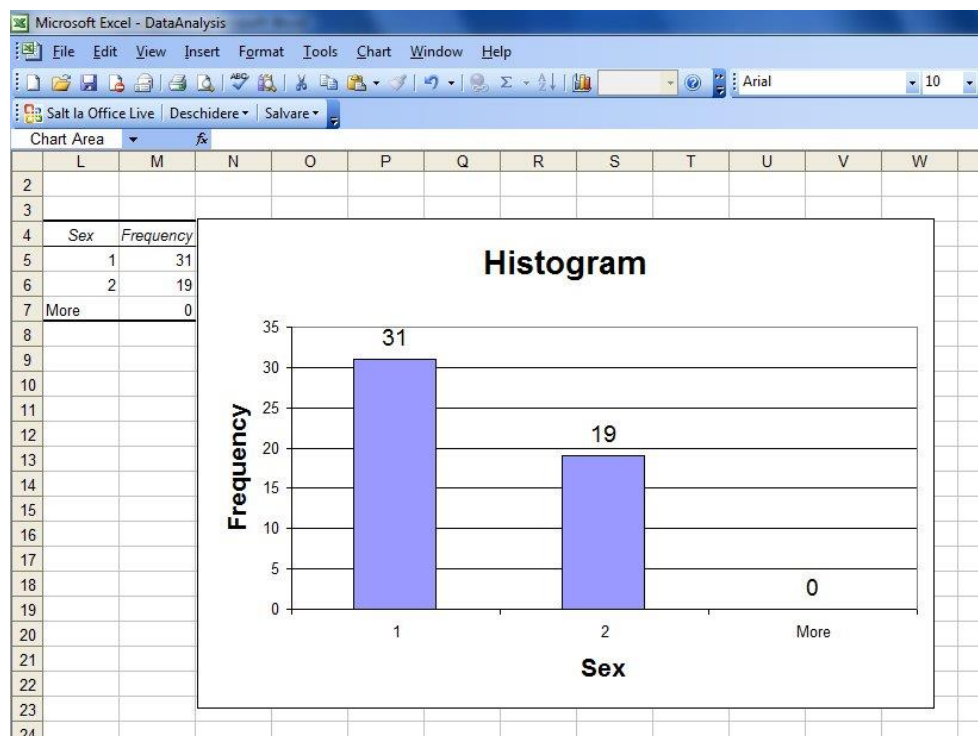 Microsoft Excel - DataAnalysis
File Edit View Insert Format Tools Chart Window Help
Arial 10
Salt la Office Live Deschidere Salvare
Chart Area fx
L M N O P Q R S T U V W
2
3
4 Sex Frequency
5 1 31
6 2 19
7 More 0
8
9
10
11
12
13
14
15
16
17
18
19
20
21
22
23
24
Histogram
Frequency
35
30
25
20
15
10
5
0
31
19
0
1 2 More
Sex